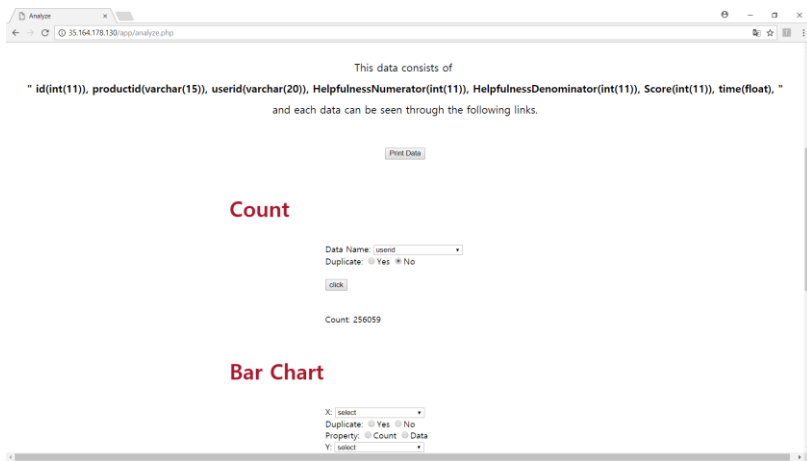 Analyze
35.164.178.130/app/analyze.php
This data consists of
" id(int(11)), productid(varchar(15)), userid(varchar(20)), HelpfulnessNumerator(int(11)), HelpfulnessDenominator(int(11)), Score(int(11)), time(float), "
and each data can be seen through the following links.
Print Data
Count
Data Name: userid
Duplicate: Yes No
click
Count: 256059
Bar Chart
X: select
Duplicate: Yes No
Property: Count Data
Y: select